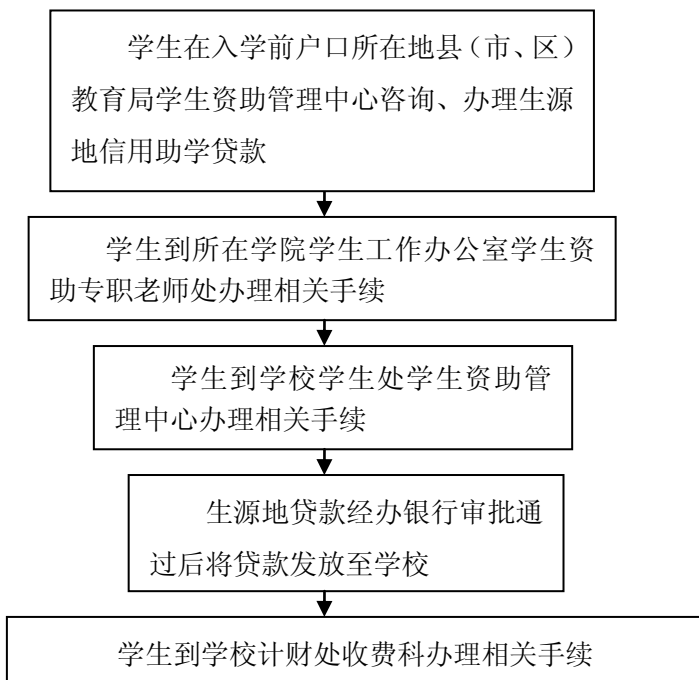 学生在入学前户口所在地县（市、区）
教育局学生资助管理中心咨询、办理生源
地信用助学贷款
学生到所在学院学生工作办公室学生资
助专职老师处办理相关手续
学生到学校学生处学生资助管
理中心办理相关手续
生源地贷款经办银行审批通
过后将贷款发放至学校
学生到学校计财处收费科办理相关手续